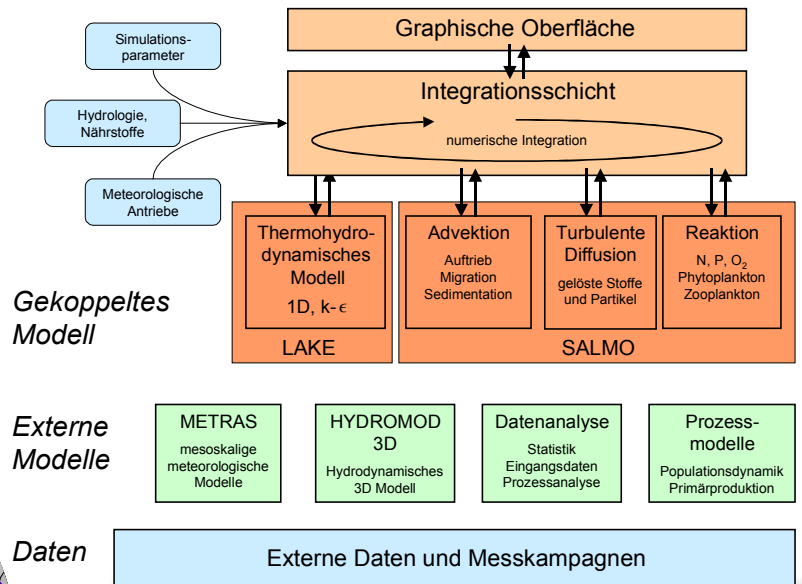 Graphische Oberfläche
Simulations-
parameter
Integrationsschicht
Hydrologie,
Nährstoffe
numerische Integration
Meteorologische
Antriebe
Thermohydro-
dynamisches
Modell
1D, k-ϵ
LAKE
Advektion
Auftrieb
Migration
Sedimentation
Turbulente
Diffusion
gelöste Stoffe
und Partikel
Reaktion
N, P, O₂
Phytoplankton
Zooplankton
SALMO
Gekoppeltes
Modell
Externe
Modelle
METRAS
mesoskalige
meteorologische
Modelle
HYDROMOD
3D
Hydrodynamisches
3D Modell
Datenanalyse
Statistik
Eingangsdaten
Prozessanalyse
Prozess-
modelle
Populationsdynamik
Primärproduktion
Daten
Externe Daten und Messkampagnen